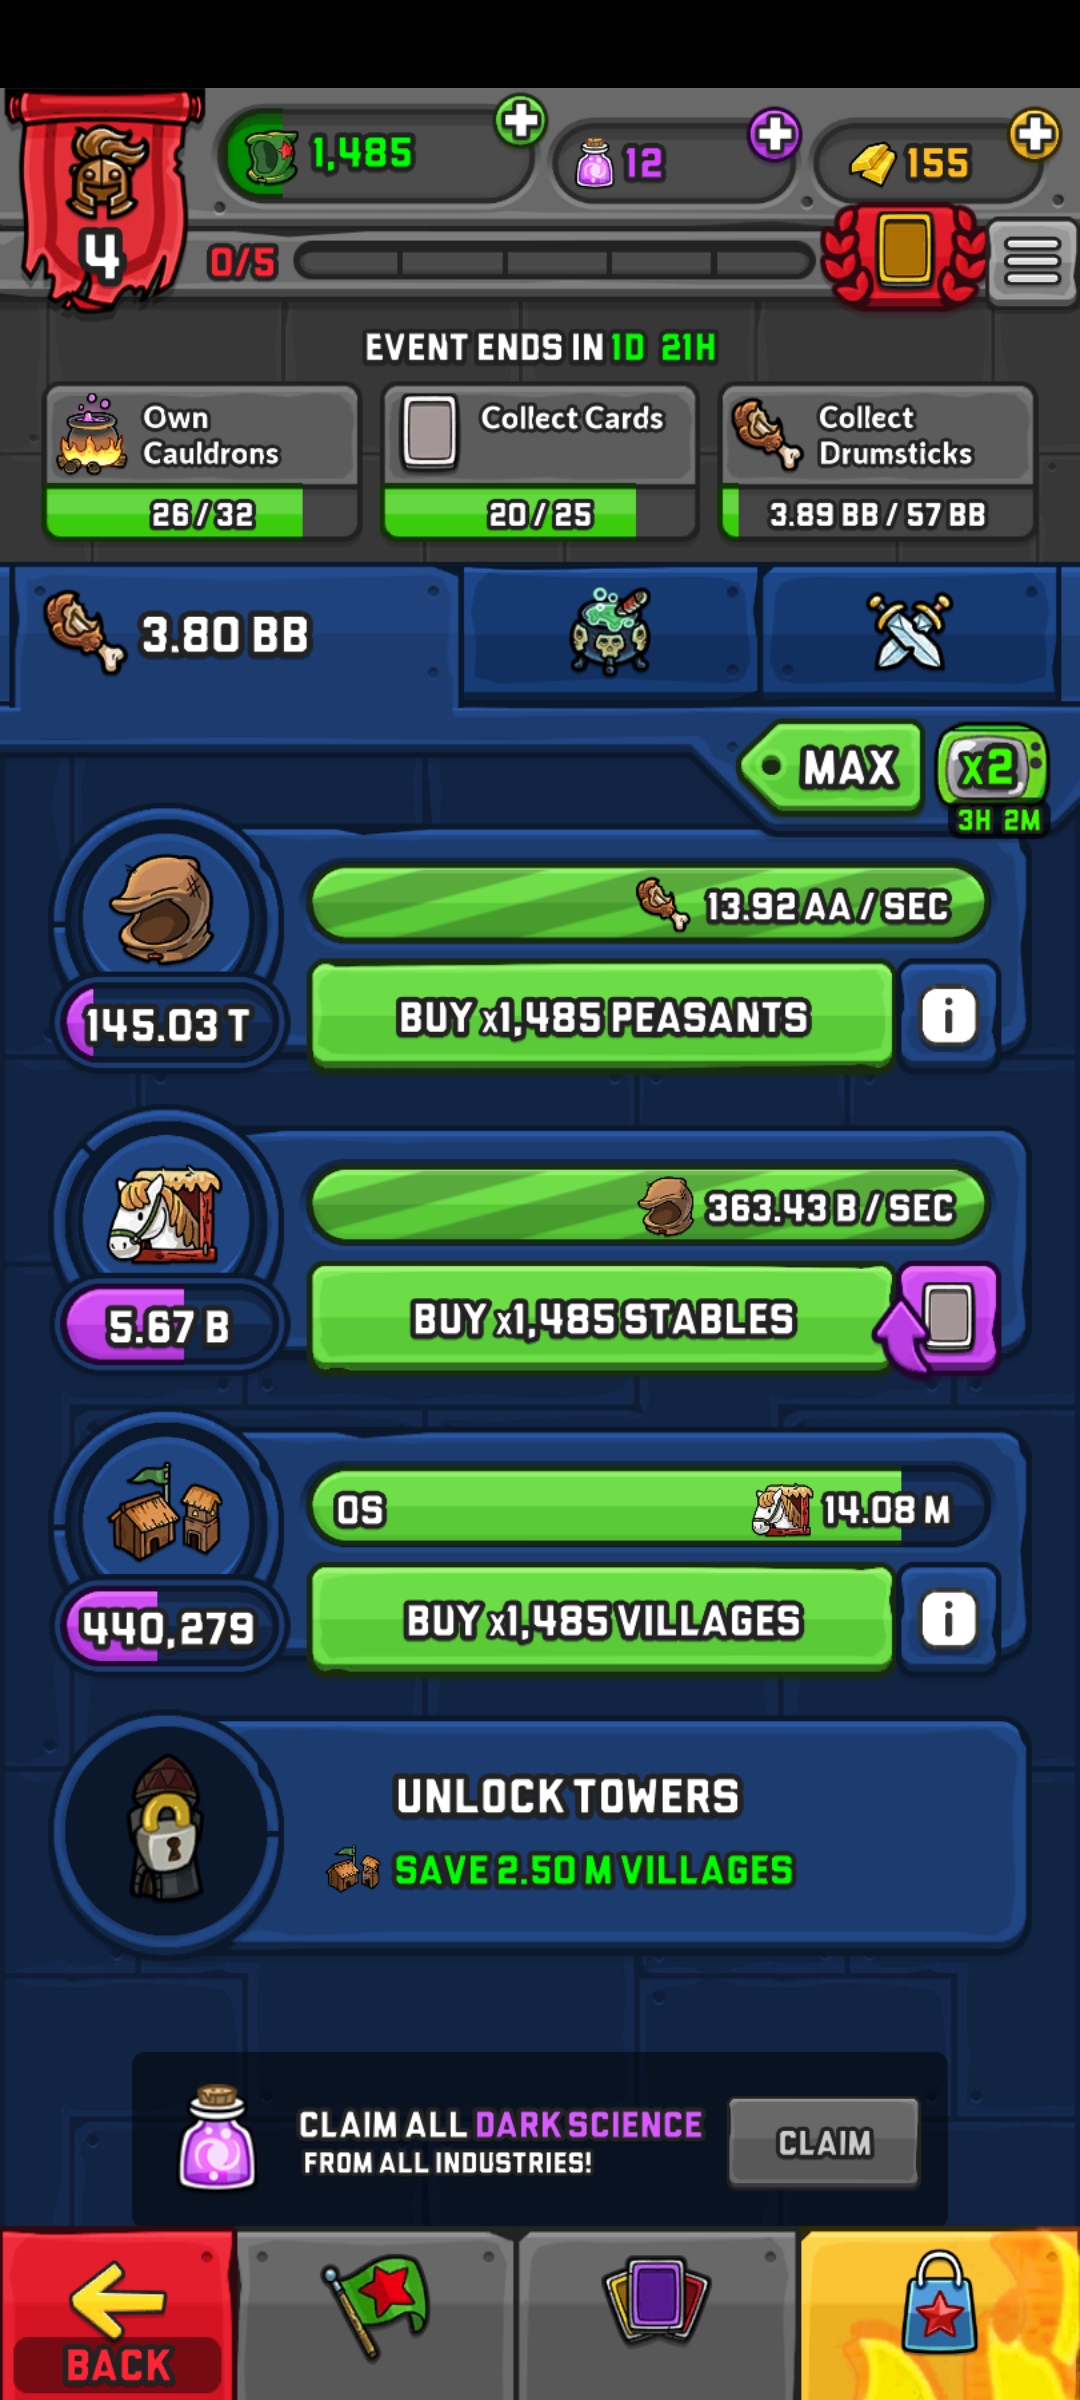 1,485
12
155
4
0/5
EVENT ENDS IN 1D 21H
Own
Cauldrons
26/32
Collect Cards
20/25
Collect
Drumsticks
3.89 BB / 57 BB
3.80 BB
MAX
x2
3H 2M
13.92 AA / SEC
145.03 T
BUY x1,485 PEASANTS
i
363.43 B / SEC
5.67 B
BUY x1,485 STABLES
0S
14.08 M
440,279
BUY x1,485 VILLAGES
i
UNLOCK TOWERS
SAVE 2.50 M VILLAGES
CLAIM ALL DARK SCIENCE
FROM ALL INDUSTRIES!
CLAIM
BACK